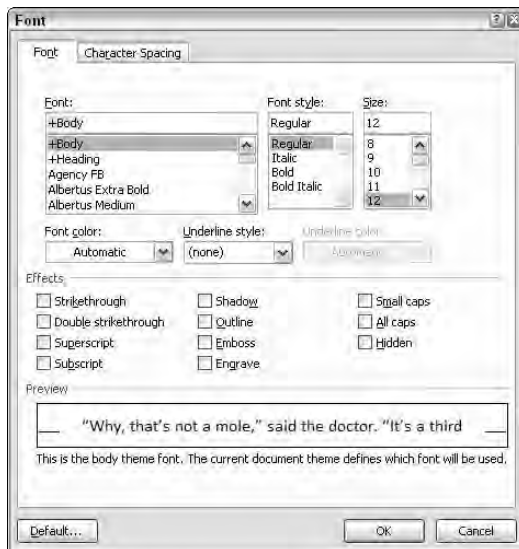 Font
Font Character Spacing
Font: Font style: Size:
+Body Regular 12
+Body Regular 8
+Heading Italic 9
Agency FB Bold 10
Albertus Extra Bold Bold Italic 11
Albertus Medium 12
Font color: Underline style: Underline color:
Automatic (none) Automatic
Effects
Strikethrough Shadow Small caps
Double strikethrough Outline All caps
Superscript Emboss Hidden
Subscript Engrave
Preview
“Why, that’s not a mole,” said the doctor. “It’s a third
This is the body theme font. The current document theme defines which font will be used.
Default... OK Cancel